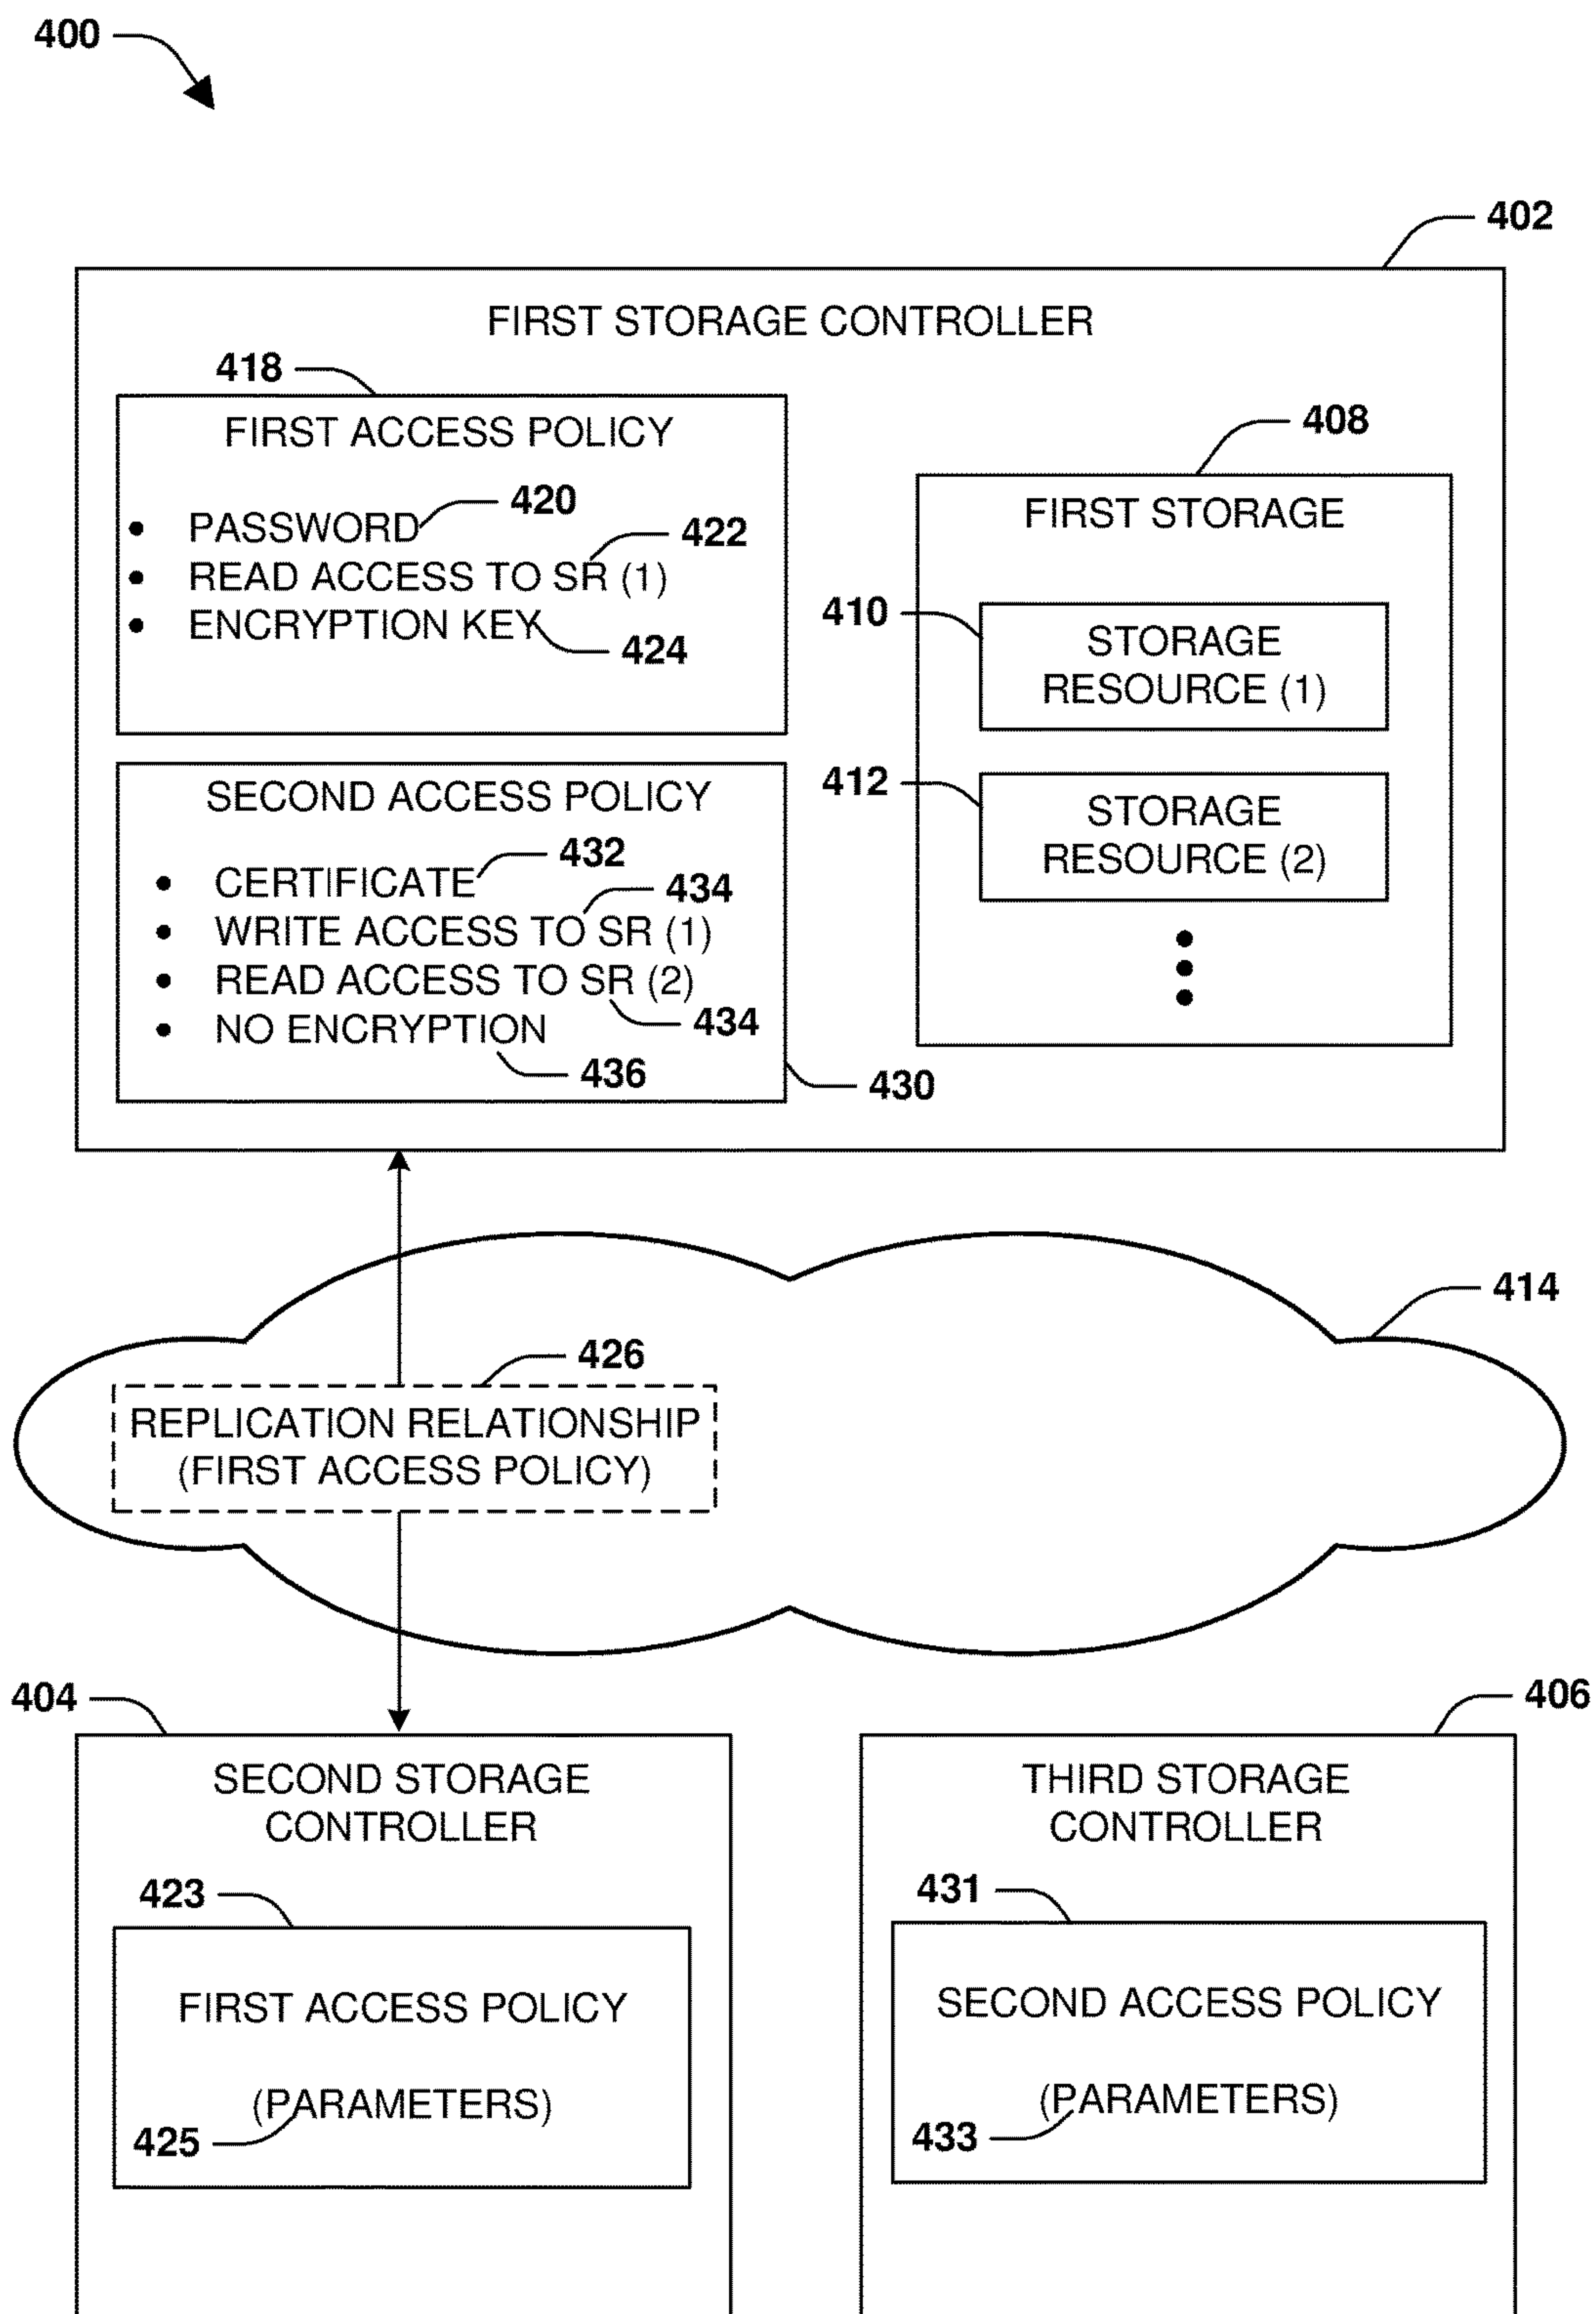 400
402
FIRST STORAGE CONTROLLER
418
FIRST ACCESS POLICY
• PASSWORD 420
• READ ACCESS TO SR (1) 422
• ENCRYPTION KEY 424
408
FIRST STORAGE
410
STORAGE
RESOURCE (1)
412
STORAGE
RESOURCE (2)
SECOND ACCESS POLICY
• CERTIFICATE 432
• WRITE ACCESS TO SR (1) 434
• READ ACCESS TO SR (2) 434
• NO ENCRYPTION
436
430
414
426
REPLICATION RELATIONSHIP
(FIRST ACCESS POLICY)
404
SECOND STORAGE
CONTROLLER
423
FIRST ACCESS POLICY
(PARAMETERS)
425
406
THIRD STORAGE
CONTROLLER
431
SECOND ACCESS POLICY
(PARAMETERS)
433